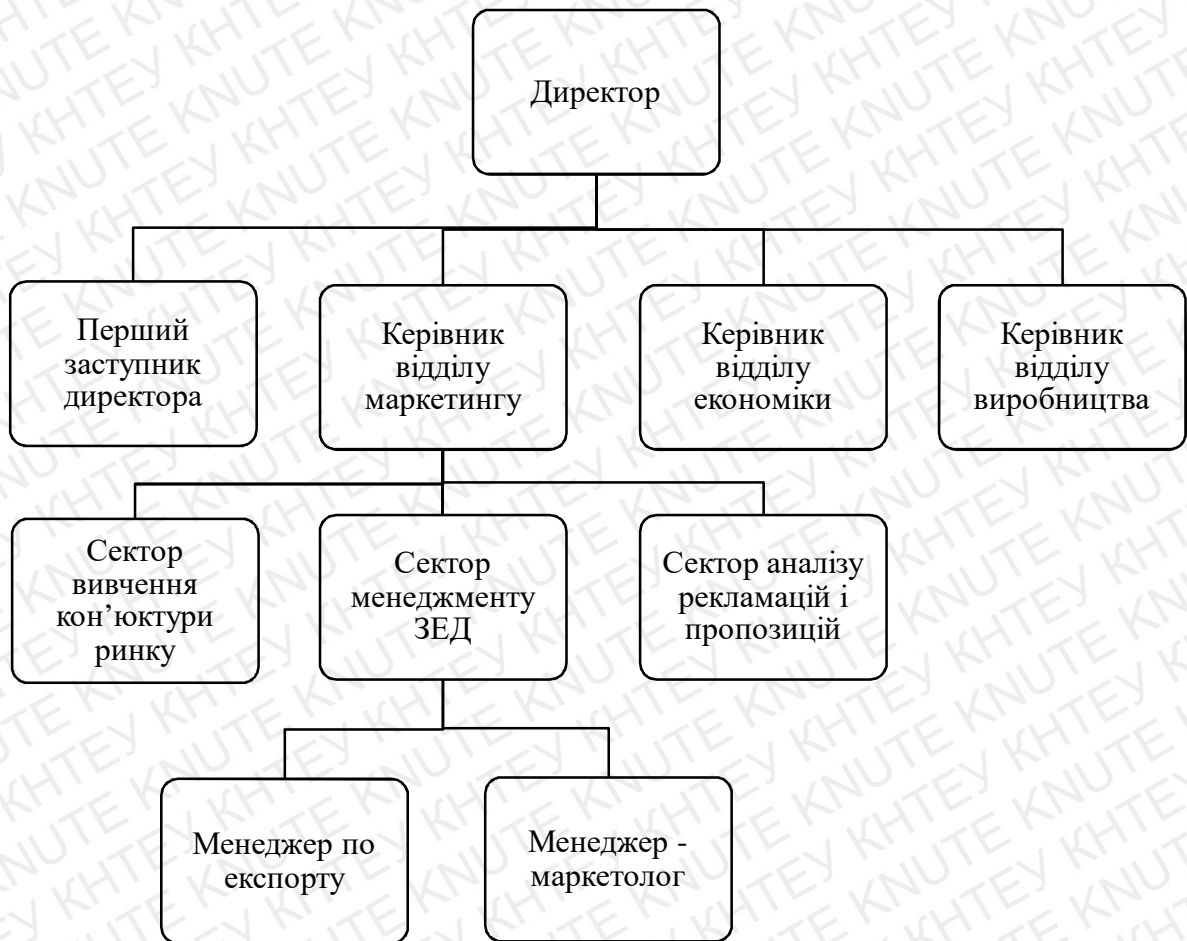 Директор
Перший
заступник
директора
Керівник
відділу
маркетингу
Керівник
відділу
економіки
Керівник
відділу
виробництва
Сектор
вивчення
кон’юктури
ринку
Сектор
менеджменту
ЗЕД
Сектор аналізу
рекламацій і
пропозицій
Менеджер по
експорту
Менеджер -
маркетолог